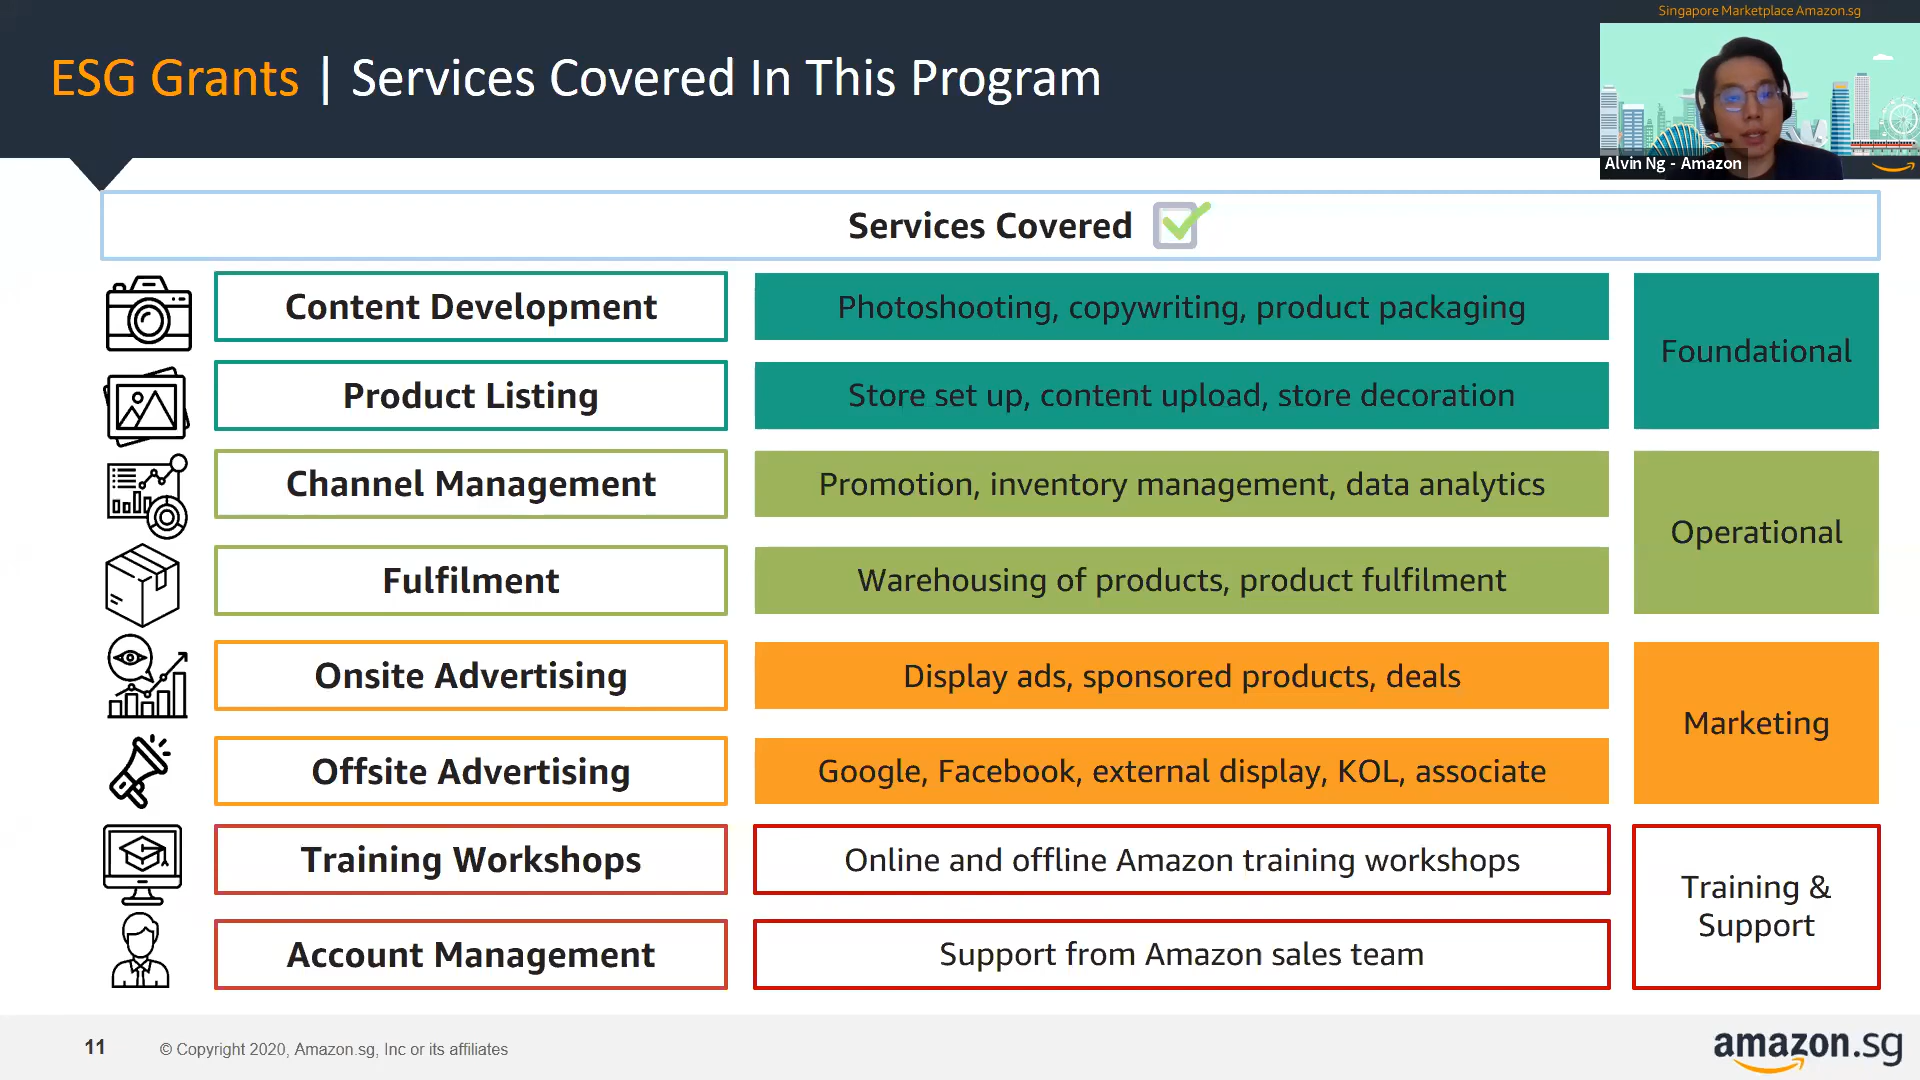 Singapore Marketplace Amazon.sg
ESG Grants | Services Covered In This Program
Alvin Ng - Amazon
Services Covered
Content Development
Photoshooting, copywriting, product packaging
Foundational
Product Listing
Store set up, content upload, store decoration
Channel Management
Promotion, inventory management, data analytics
Operational
Fulfilment
Warehousing of products, product fulfilment
Onsite Advertising
Display ads, sponsored products, deals
Marketing
Offsite Advertising
Google, Facebook, external display, KOL, associate
Training Workshops
Online and offline Amazon training workshops
Training &
Support
Account Management
Support from Amazon sales team
11
© Copyright 2020, Amazon.sg, Inc or its affiliates
amazon.sg